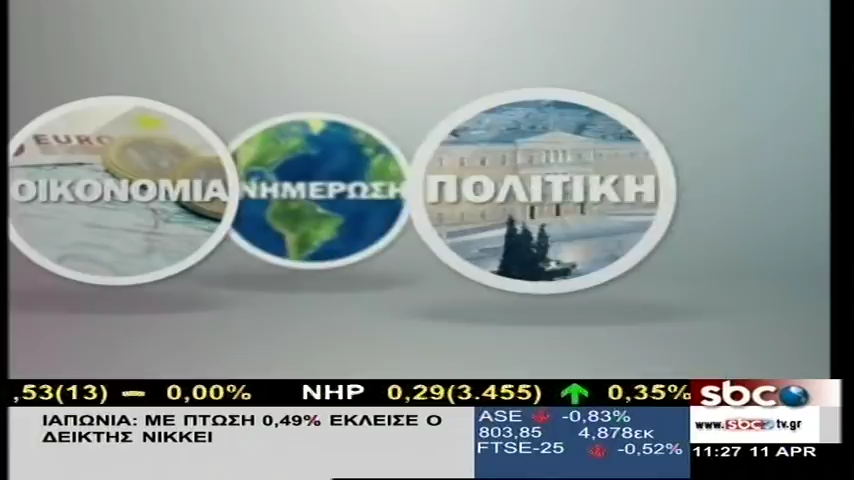 EURO
ΟΙΚΟΝΟΜΙΑ
ΝΗΜΕΡΩΣΗ
ΠΟΛΙΤΙΚΗ
,53(13) 0,00% ΝΗΡ 0,29(3.455) 0,35%
sbc
ΙΑΠΩΝΙΑ: ΜΕ ΠΤΩΣΗ 0,49% ΕΚΛΕΙΣΕ Ο
ΔΕΙΚΤΗΣ ΝΙΚΚΕΙ
ASE -0,83%
803,85 4,878εκ
FTSE-25 -0,52%
www.sbctv.gr
11:27 11 APR